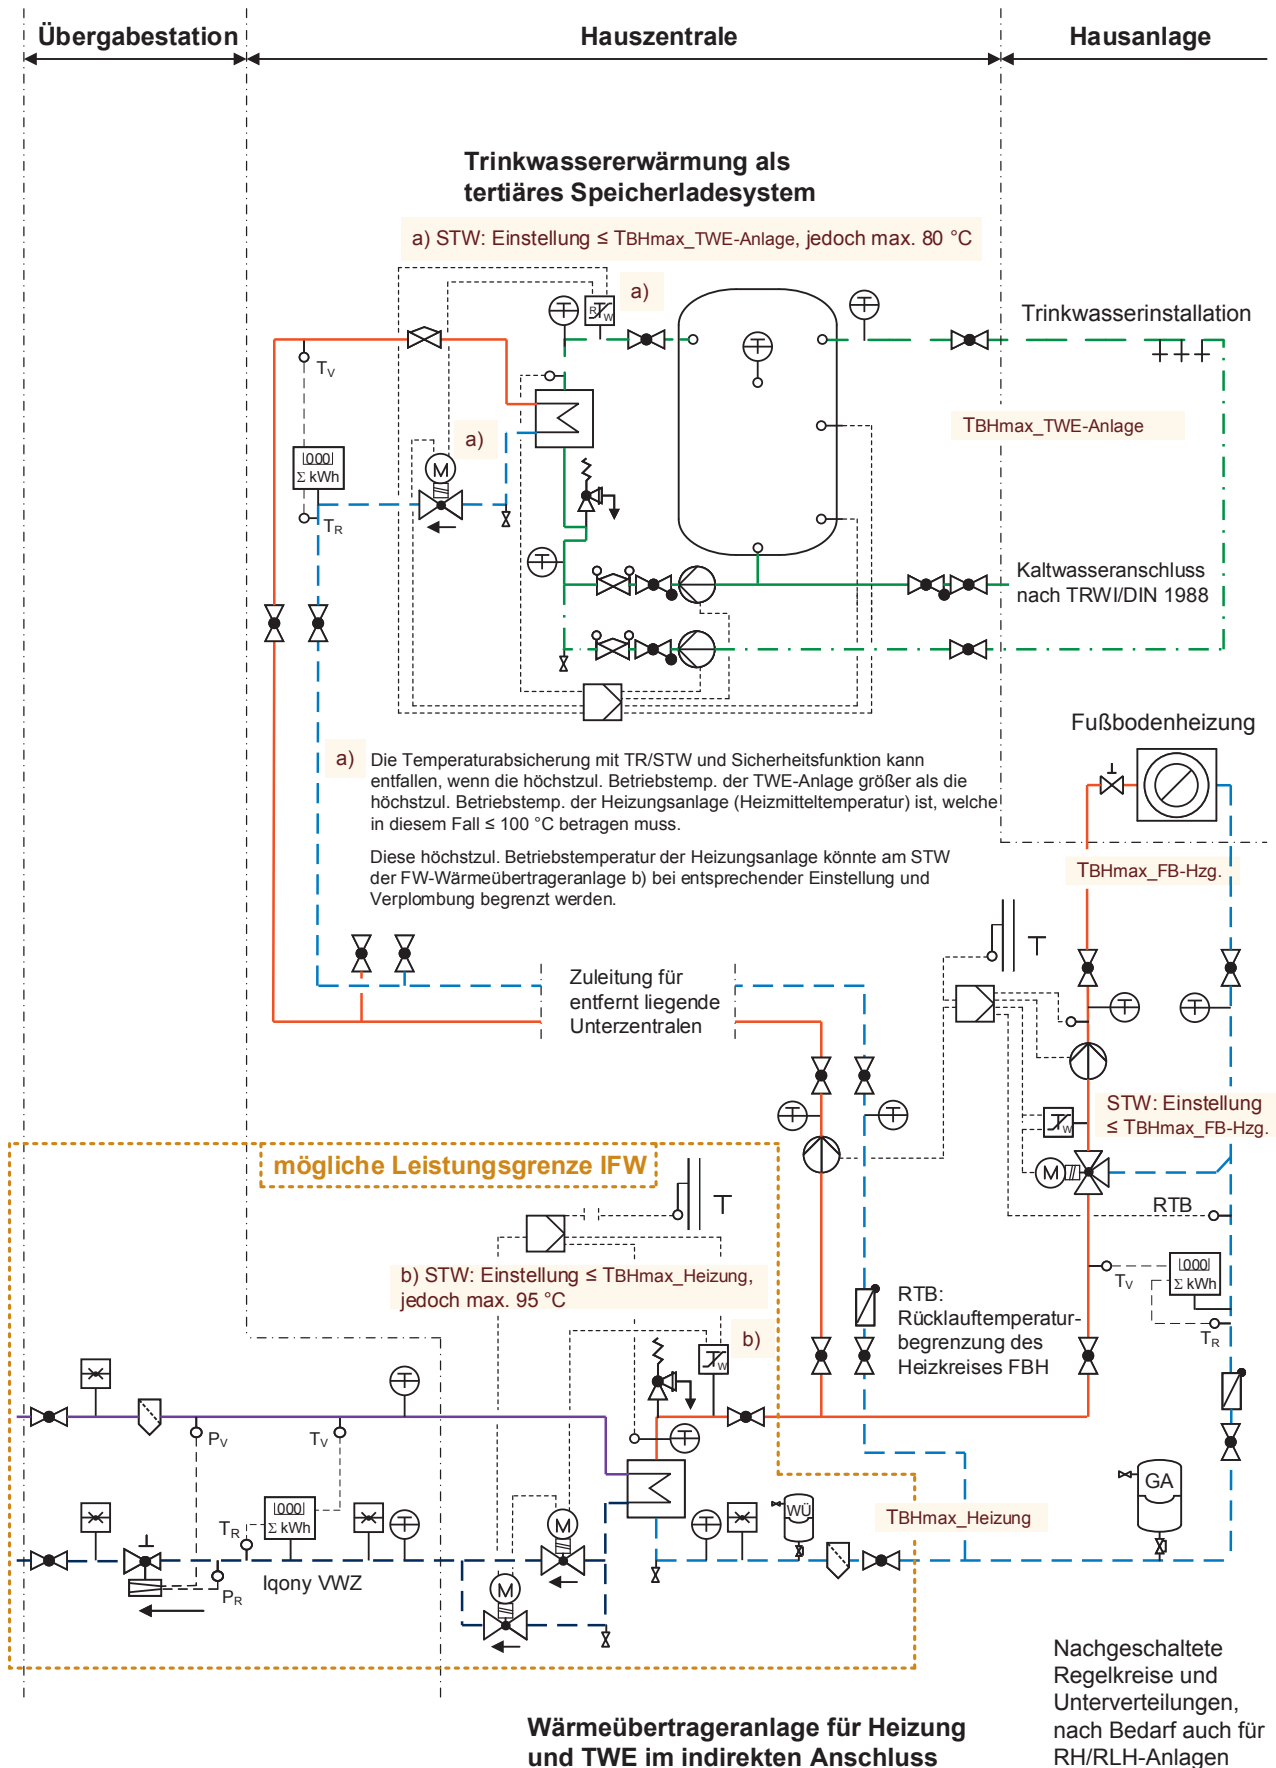 Übergabestation
Hauszentrale
Hausanlage
Trinkwassererwärmung als
tertiäres Speicherladesystem
a) STW: Einstellung ≤ TBHmax_TWE-Anlage, jedoch max. 80 °C
a)
R
W
Trinkwasserinstallation
TV
a)
TBHmax_TWE-Anlage
000
Σ kWh
M
TR
Kaltwasseranschluss
nach TRWI/DIN 1988
Fußbodenheizung
a) Die Temperaturabsicherung mit TR/STW und Sicherheitsfunktion kann
entfallen, wenn die höchstzul. Betriebstemp. der TWE-Anlage größer als die
höchstzul. Betriebstemp. der Heizungsanlage (Heizmitteltemperatur) ist, welche
in diesem Fall ≤ 100 °C betragen muss.
Diese höchstzul. Betriebstemperatur der Heizungsanlage könnte am STW
der FW-Wärmeübertrageranlage b) bei entsprechender Einstellung und
Verplombung begrenzt werden.
TBHmax_FB-Hzg.
T
Zuleitung für
entfernt liegende
Unterzentralen
STW: Einstellung
≤ TBHmax_FB-Hzg.
W
M
mögliche Leistungsgrenze IFW
T
RTB
b) STW: Einstellung ≤ TBHmax_Heizung,
jedoch max. 95 °C
TV
000
Σ kWh
TR
RTB:
Rücklauftemperatur-
begrenzung des
Heizkreises FBH
b)
W
PV
TV
GA
WÜ
TBHmax_Heizung
TR
000
Σ kWh
M
Iqony VWZ
PR
M
Nachgeschaltete
Regelkreise und
Unterverteilungen,
nach Bedarf auch für
RH/RLH-Anlagen
Wärmeübertrageranlage für Heizung
und TWE im indirekten Anschluss